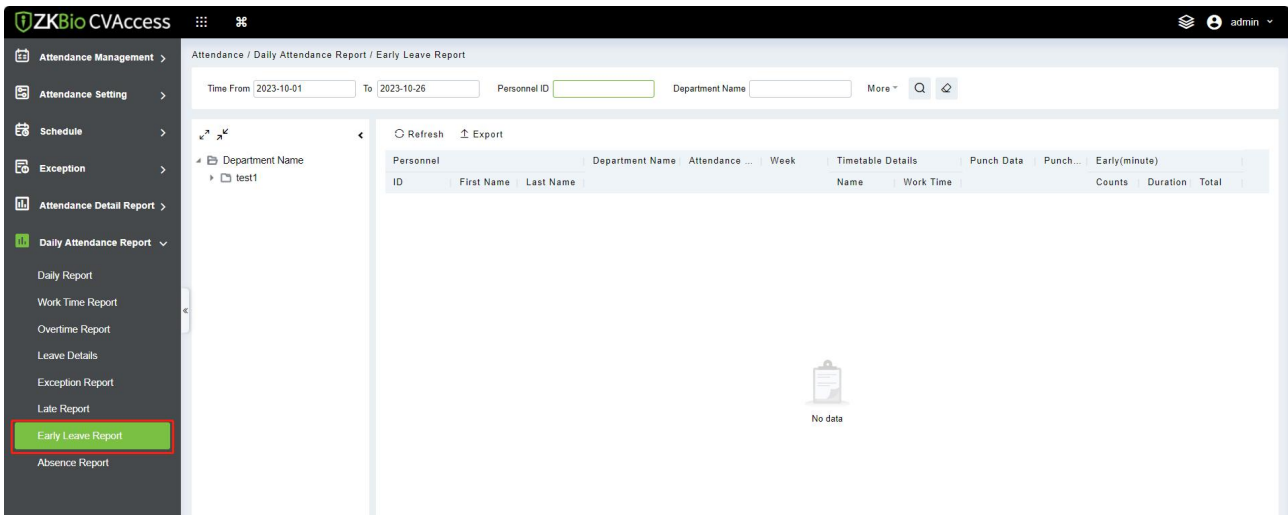 ZKBio CVAccess
admin
Attendance Management
Attendance Setting
Schedule
Exception
Attendance Detail Report
Daily Attendance Report
Daily Report
Work Time Report
Overtime Report
Leave Details
Exception Report
Late Report
Early Leave Report
Absence Report
Attendance / Daily Attendance Report / Early Leave Report
Time From 2023-10-01 To 2023-10-26 Personnel ID Department Name More
Department Name
test1
Refresh Export
Personnel Department Name Attendance ... Week Timetable Details Punch Data Punch... Early(minute)
ID First Name Last Name Name Work Time Counts Duration Total
No data